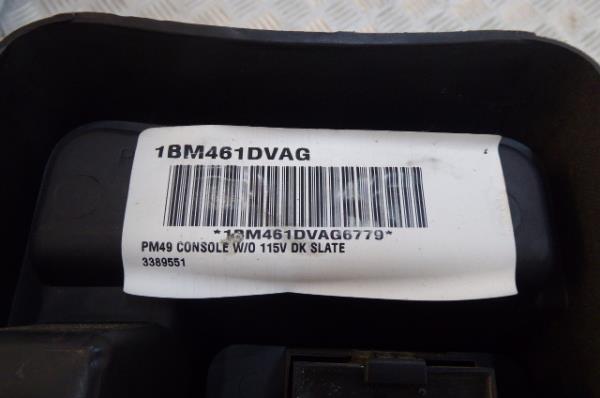 1BM461DVAG
*1BM461DVAG6779*
PM49 CONSOLE W/O 115V DK SLATE
3389551